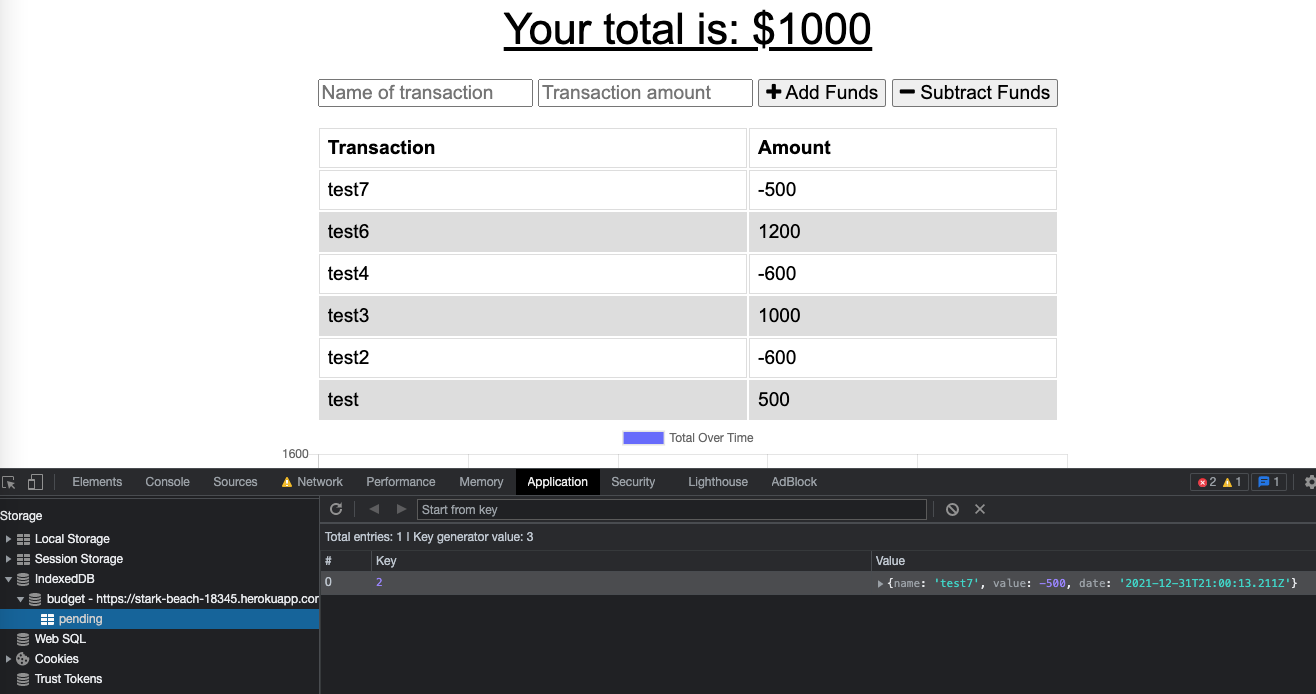 Your total is: $1000
Name of transaction Transaction amount Add Funds Subtract Funds
Transaction Amount
test7 -500
test6 1200
test4 -600
test3 1000
test2 -600
test 500
Total Over Time
1600
Elements Console Sources Network Performance Memory Application Security Lighthouse AdBlock 2 1 1
Storage
Start from key
Local Storage
Total entries: 1 | Key generator value: 3
Session Storage
# Key Value
IndexedDB
0 2 {name: 'test7', value: -500, date: '2021-12-31T21:00:13.211Z'}
budget - https://stark-beach-18345.herokuapp.cor
pending
Web SQL
Cookies
Trust Tokens